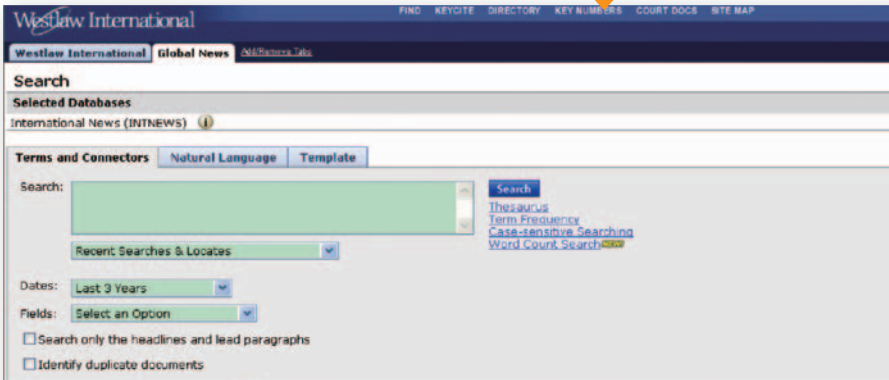 Westlaw International
FIND KEYCITE DIRECTORY KEY NUMBERS COURT DOCS SITE MAP
Westlaw International Global News Add/Remove Tabs
Search
Selected Databases
International News (INTNEWS) i
Terms and Connectors Natural Language Template
Search:
Search
Thesaurus
Term Frequency
Case-sensitive Searching
Word Count Search NEW
Recent Searches & Locates
Dates: Last 3 Years
Fields: Select an Option
Search only the headlines and lead paragraphs
Identify duplicate documents